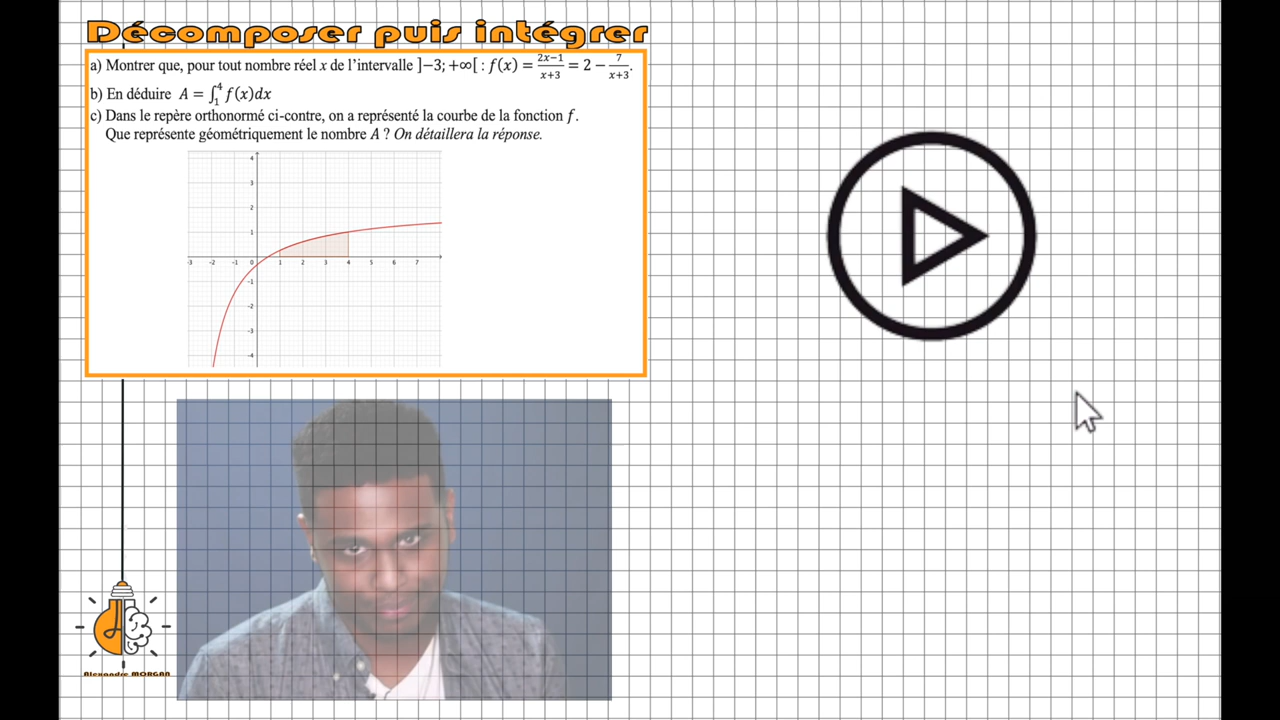 Décomposer puis intégrer
a) Montrer que, pour tout nombre réel x de l'intervalle ]−3; +∞[ : f(x) = (2x−1)/(x+3) = 2 − 7/(x+3).
b) En déduire A = ∫₁⁴ f(x)dx
c) Dans le repère orthonormé ci-contre, on a représenté la courbe de la fonction f.
Que représente géométriquement le nombre A ? On détaillera la réponse.
4
3
2
1
-3 -2 -1 0 1 2 3 4 5 6 7
-1
-2
-3
-4
Alexandre MORGAN